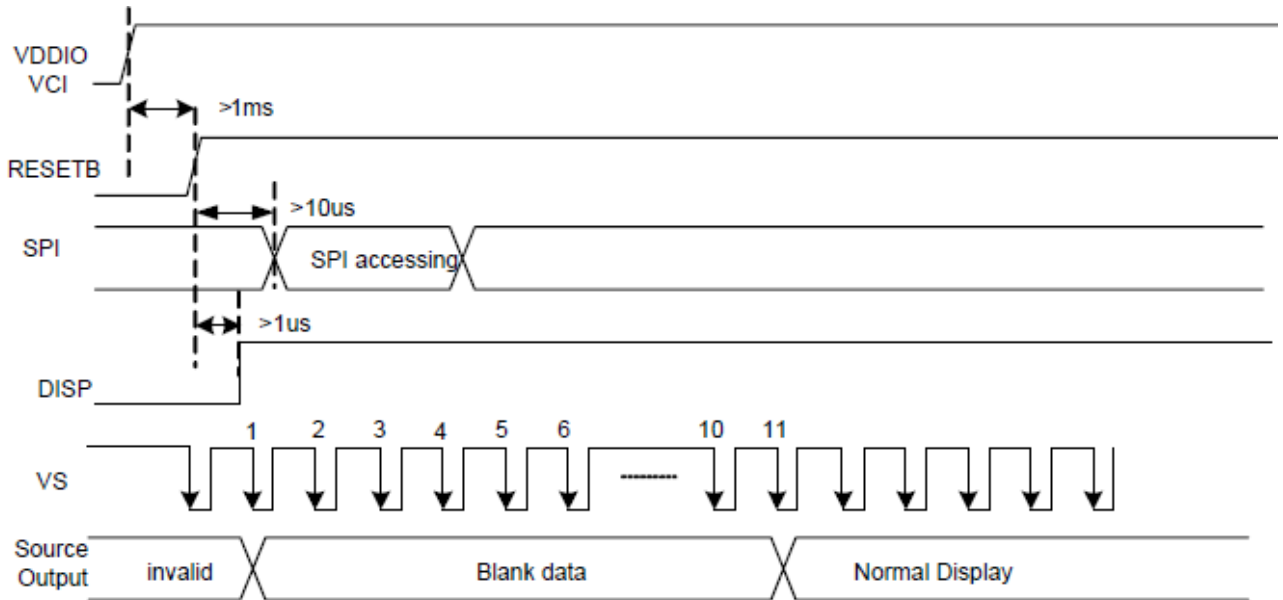 VDDIO
VCI
>1ms
RESETB
>10us
SPI
SPI accessing
>1us
DISP
1 2 3 4 5 6 10 11
VS
Source
Output
invalid
Blank data
Normal Display